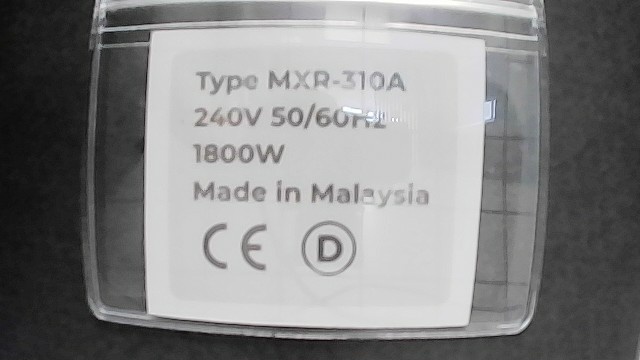 Type MXR-310A
240V 50/60Hz
1800W
Made in Malaysia
CE D